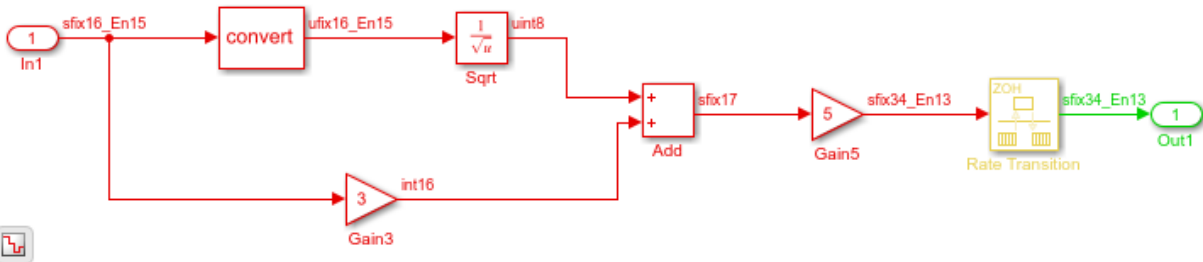 sfix16_En15
1
In1
convert
ufix16_En15
1
√u
Sqrt
uint8
+
+
Add
sfix17
5
Gain5
sfix34_En13
ZOH
Rate Transition
sfix34_En13
1
Out1
3
Gain3
int16